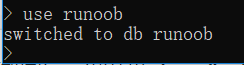 > use runoob
switched to db runoob
>